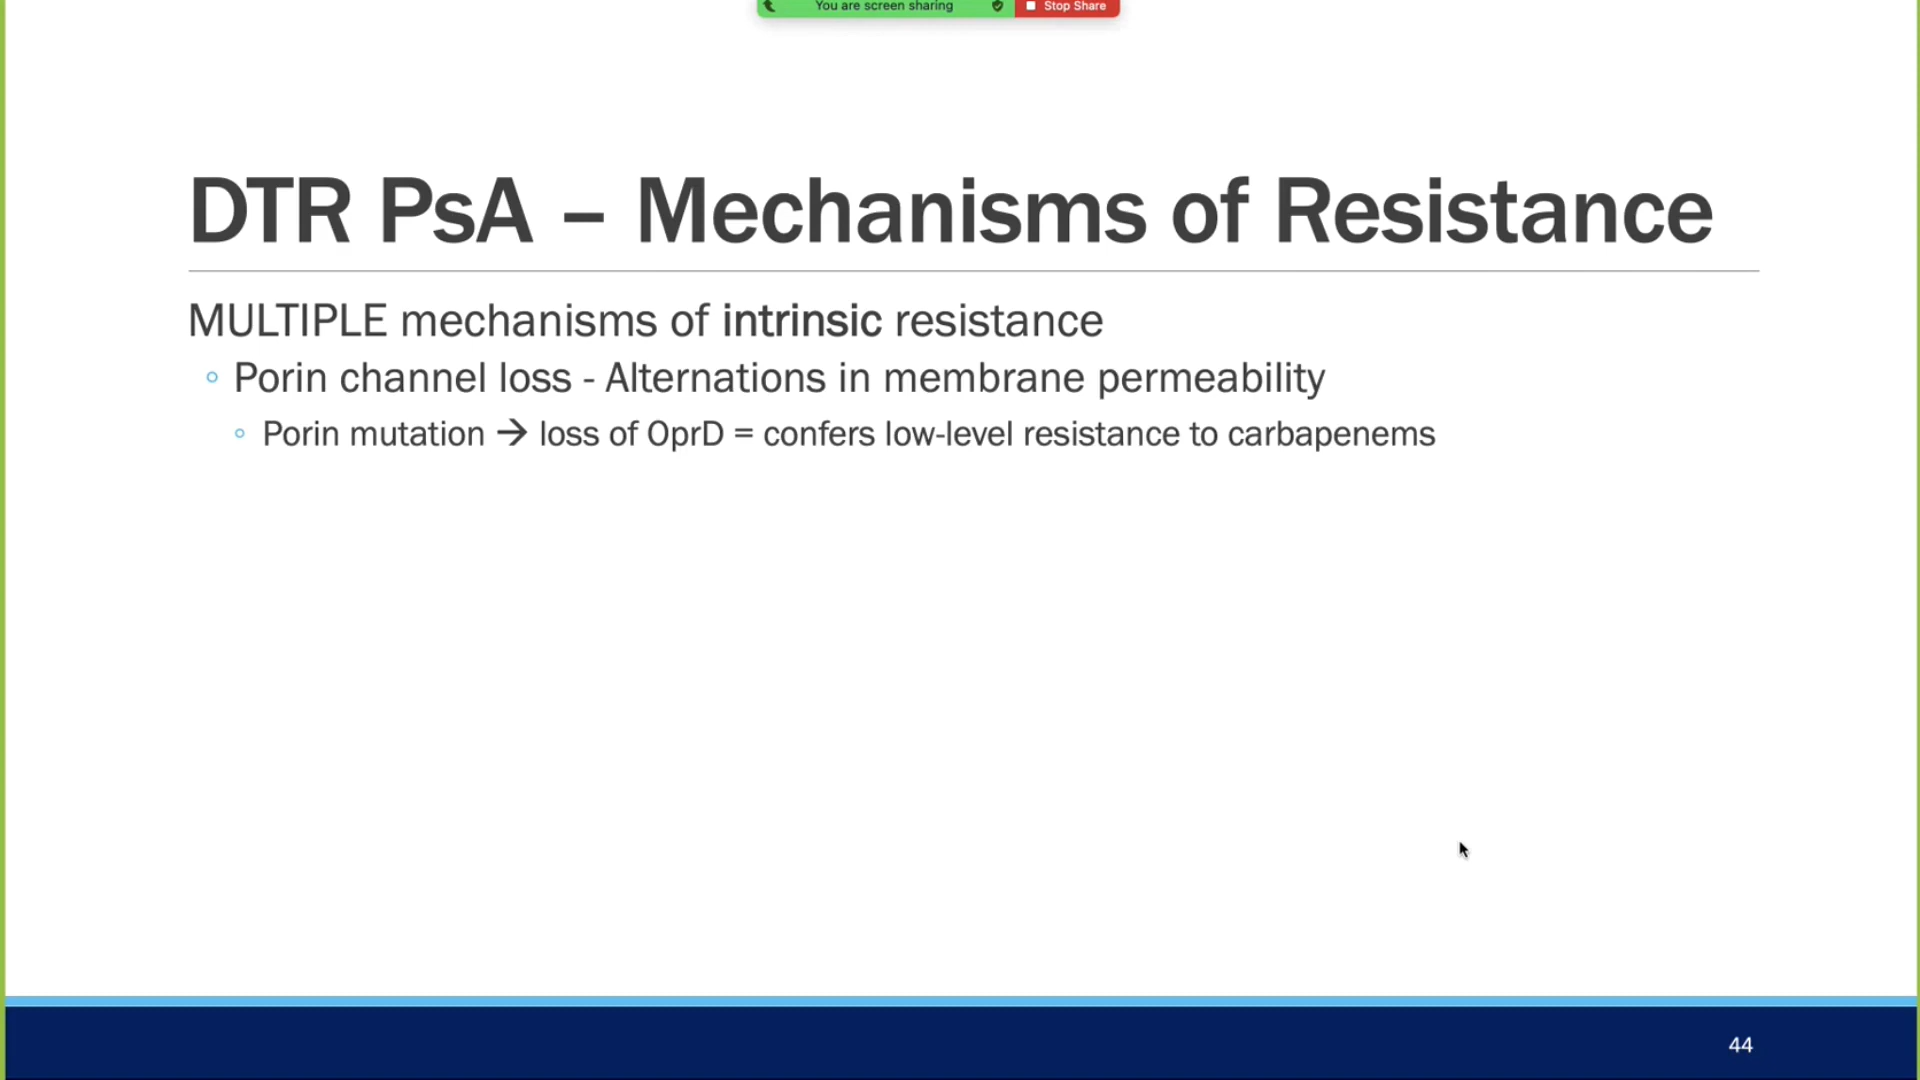 You are screen sharing
Stop Share
DTR PsA – Mechanisms of Resistance
MULTIPLE mechanisms of intrinsic resistance
◦ Porin channel loss - Alternations in membrane permeability
◦ Porin mutation → loss of OprD = confers low-level resistance to carbapenems
44